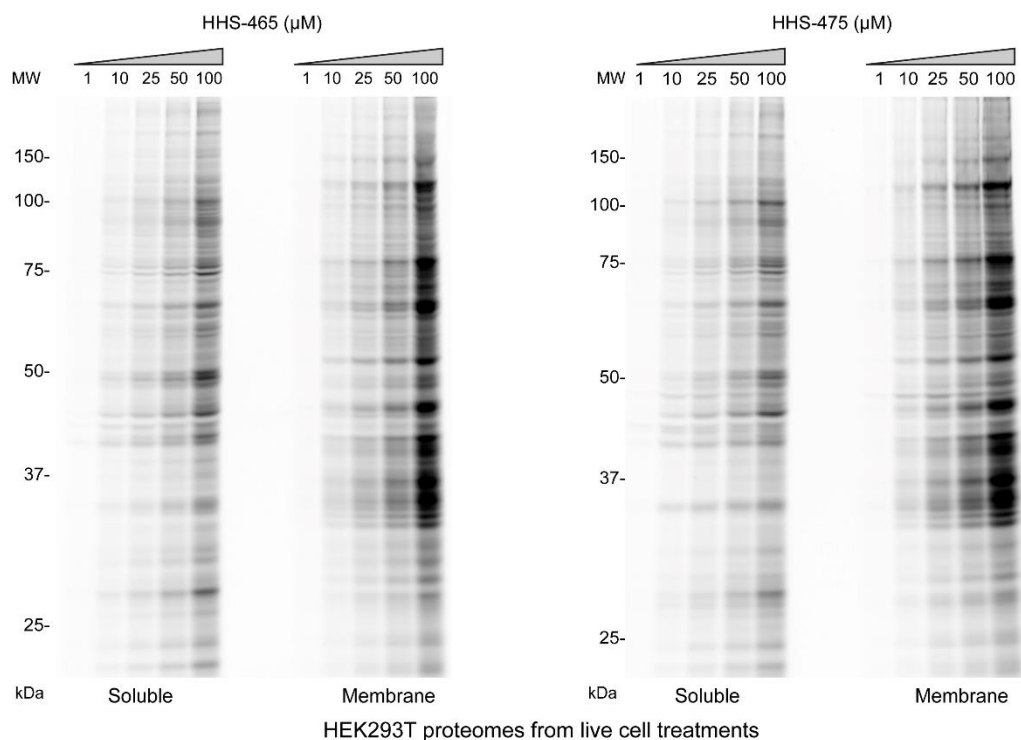 HHS-465 (µM) HHS-475 (µM)
MW 1 10 25 50 100 1 10 25 50 100 MW 1 10 25 50 100 1 10 25 50 100
150- 150-
100- 100-
75- 75-
50- 50-
37- 37-
25- 25-
kDa Soluble Membrane kDa Soluble Membrane
HEK293T proteomes from live cell treatments